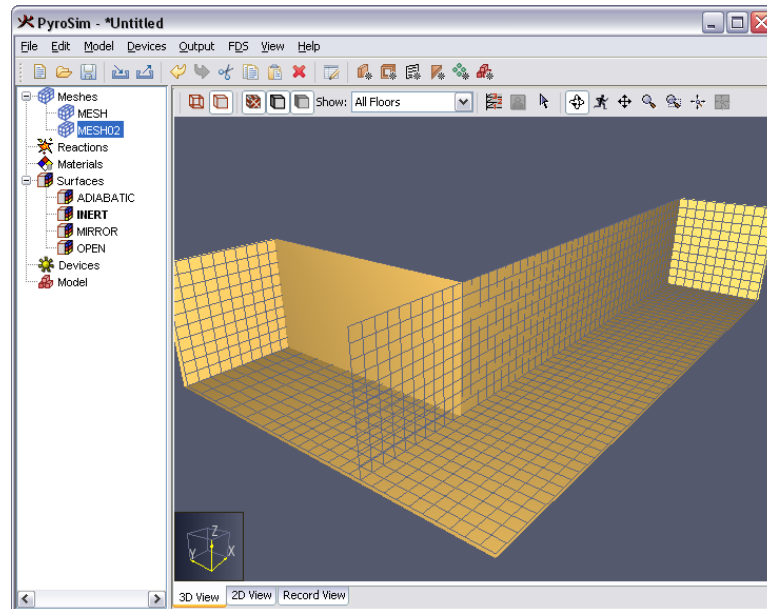 PyroSim - *Untitled
File Edit Model Devices Output FDS View Help
Show: All Floors
Meshes
MESH
MESH02
Reactions
Materials
Surfaces
ADIABATIC
INERT
MIRROR
OPEN
Devices
Model
Z
Y X
3D View 2D View Record View